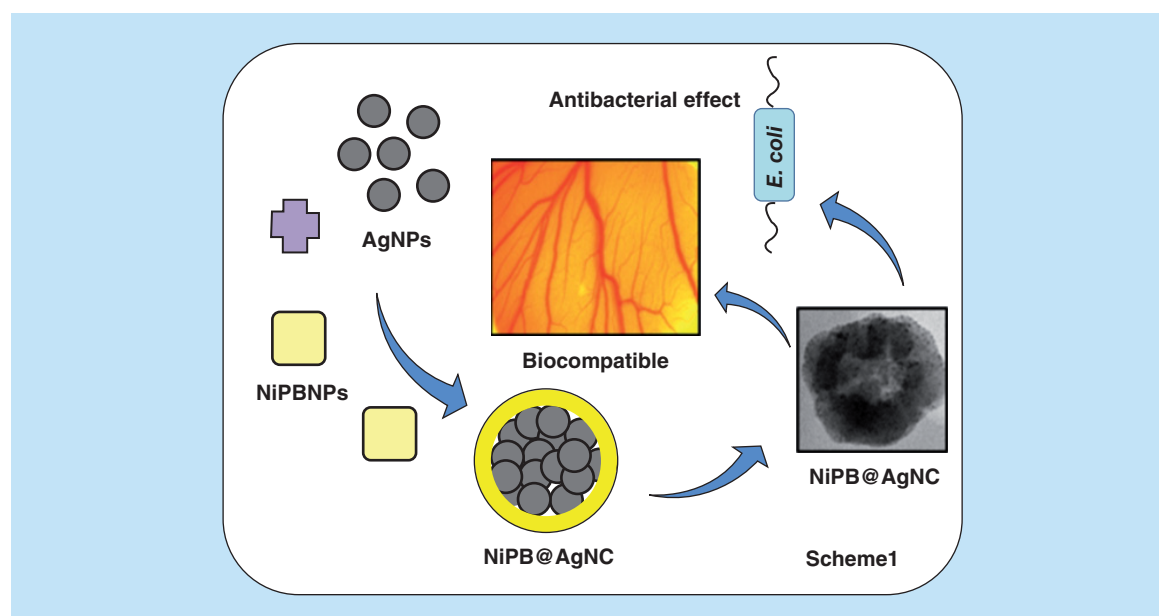 Antibacterial effect
E. coli
AgNPs
NiPBNPs
Biocompatible
NiPB@AgNC
NiPB@AgNC
Scheme1